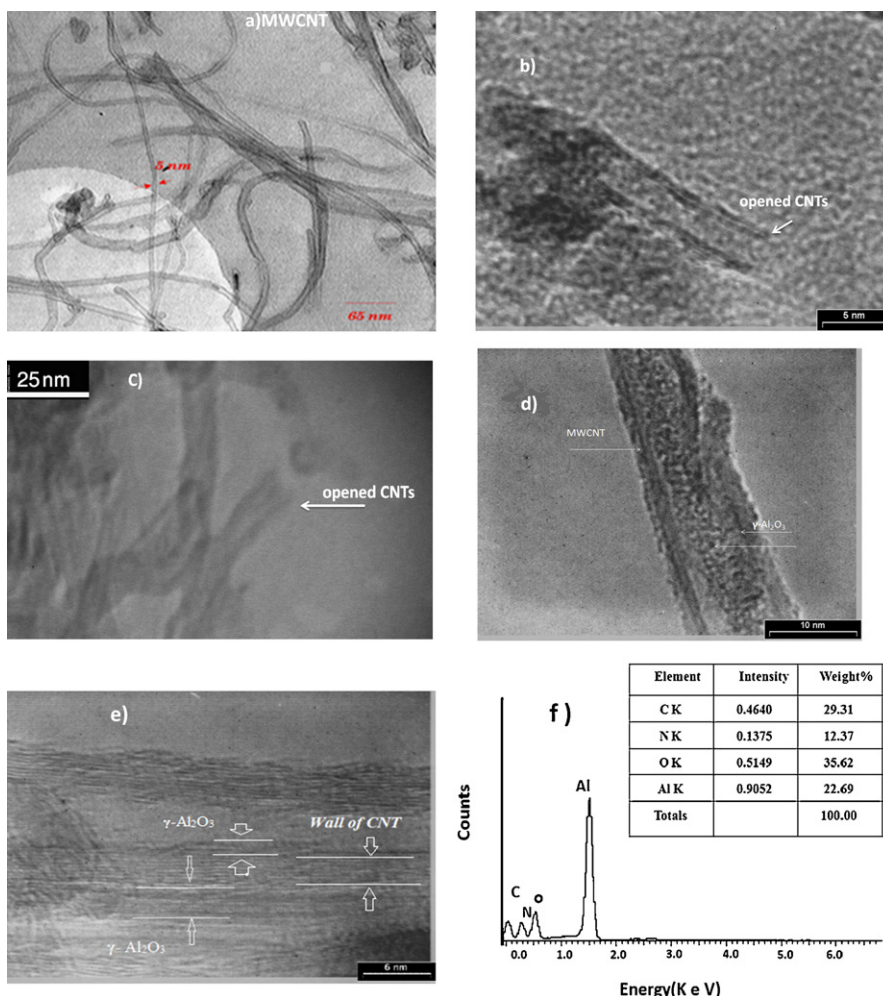 a)MWCNT
5 nm
65 nm
b)
opened CNTs
5 nm
25nm
C)
opened CNTs
d)
MWCNT
γ-Al₂O₃
10 nm
e)
γ-Al₂O₃
Wall of CNT
γ- Al₂O₃
6 nm
f )
Element Intensity Weight%
C K 0.4640 29.31
N K 0.1375 12.37
O K 0.5149 35.62
Al K 0.9052 22.69
Totals 100.00
Counts
Al
C
N
O
0.0 1.0 2.0 3.0 4.0 5.0 6.0
Energy(K e V)